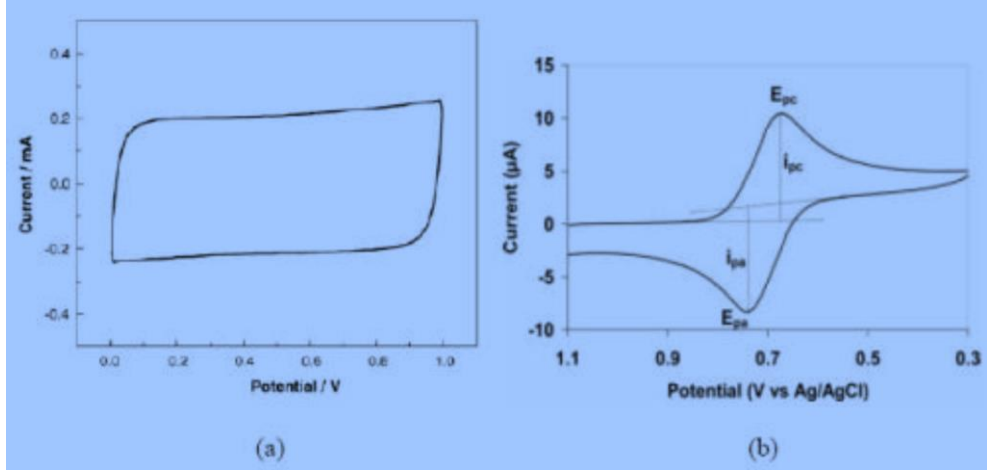 0.4
0.2
0.0
-0.2
-0.4
Current / mA
0.0 0.2 0.4 0.6 0.8 1.0
Potential / V
(a)
15
10
5
0
-5
-10
Current (µA)
Epc
ipc
ipa
Epa
1.1 0.9 0.7 0.5 0.3
Potential (V vs Ag/AgCl)
(b)